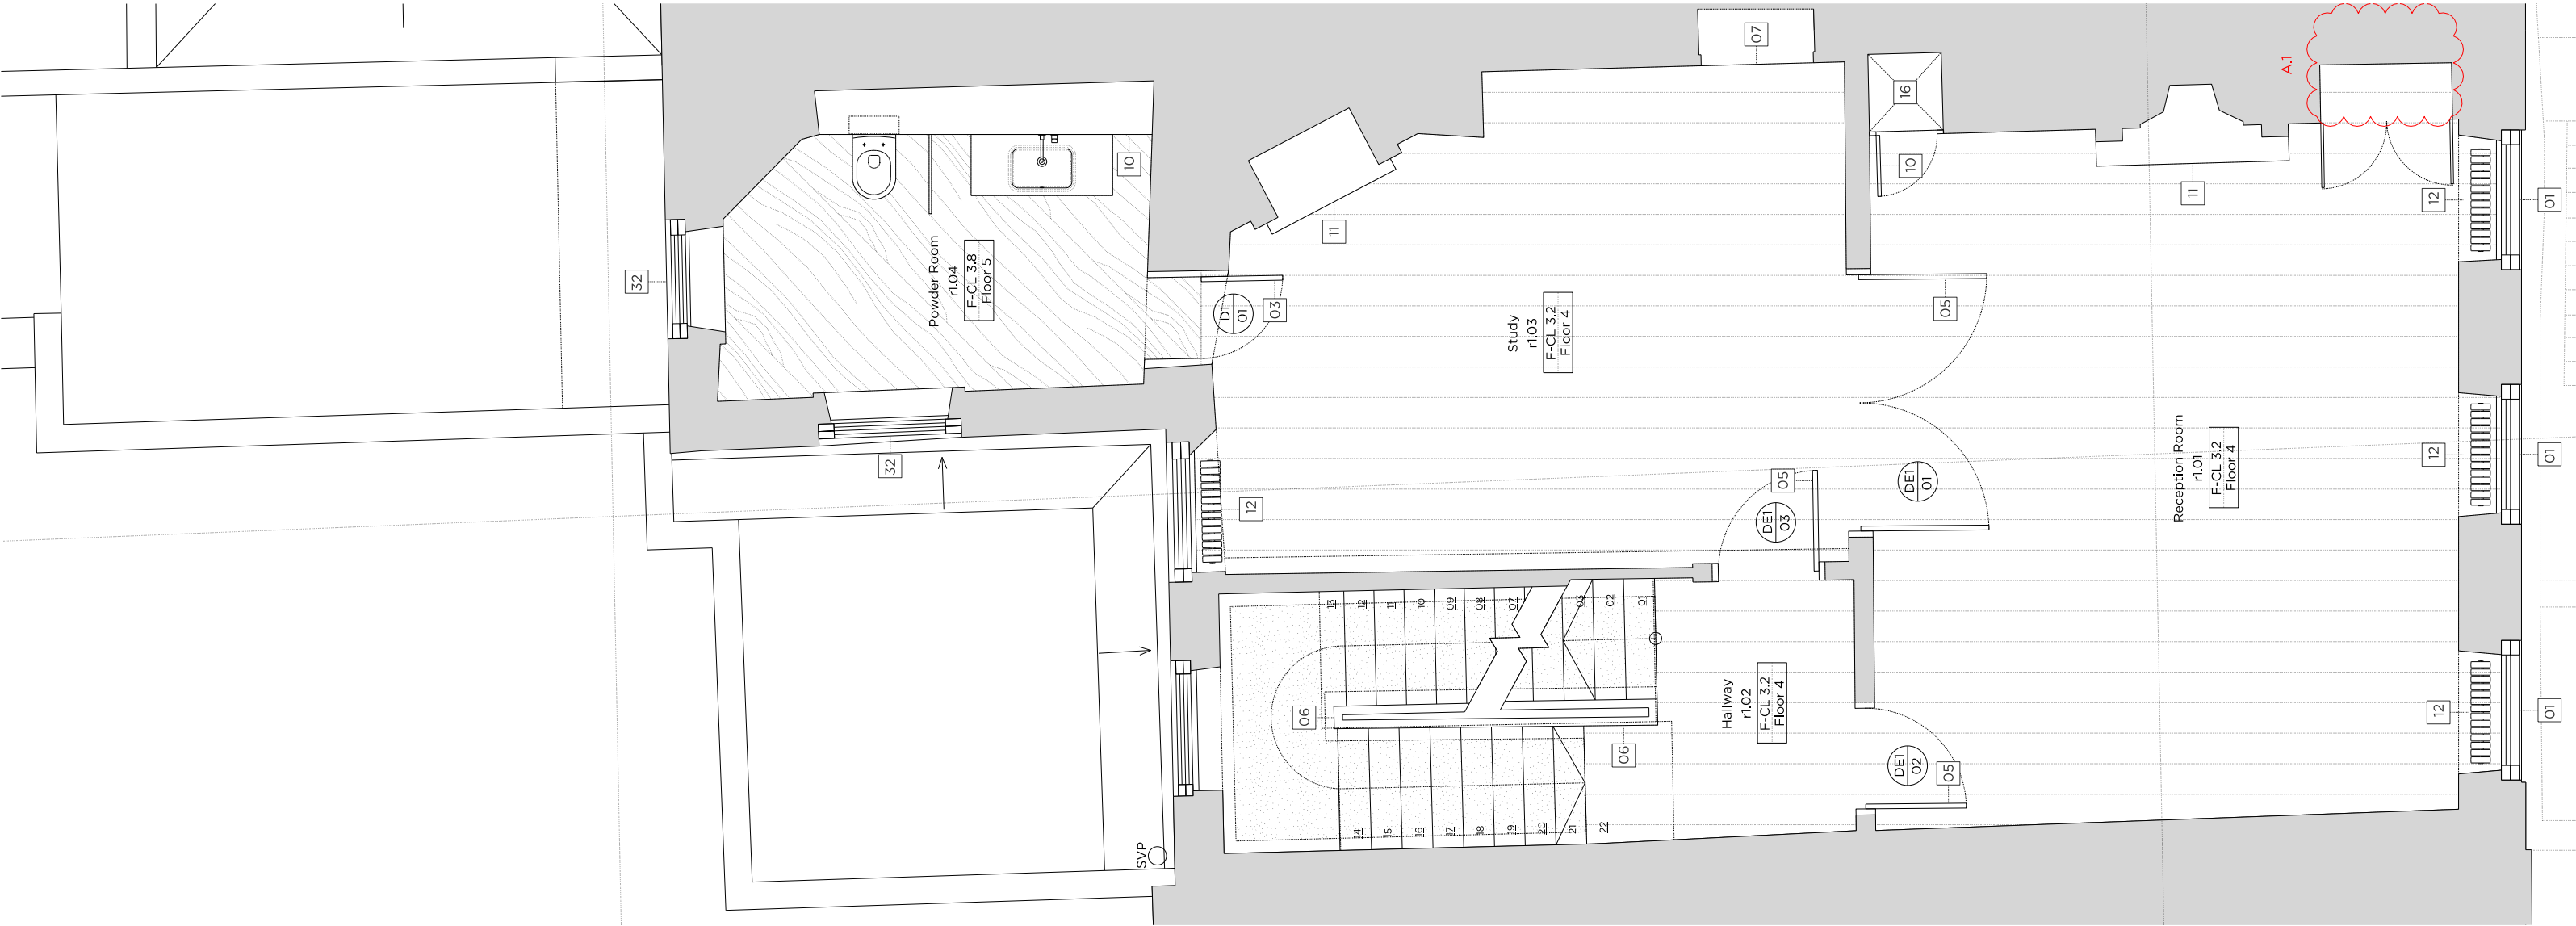 32
Powder Room
r1.04
F-CL 3.8
Floor 5
10
32
D1
01
03
11
12
Study
r1.03
F-CL 3.2
Floor 4
07
16
10
05
05
DE1
03
DE1
01
11
A.1
Reception Room
r1.01
F-CL 3.2
Floor 4
12
01
12
01
12
01
Hallway
r1.02
F-CL 3.2
Floor 4
DE1
02
05
06
06
13
12
11
10
09
08
07
03
02
01
14
15
16
17
18
19
20
21
22
SVP